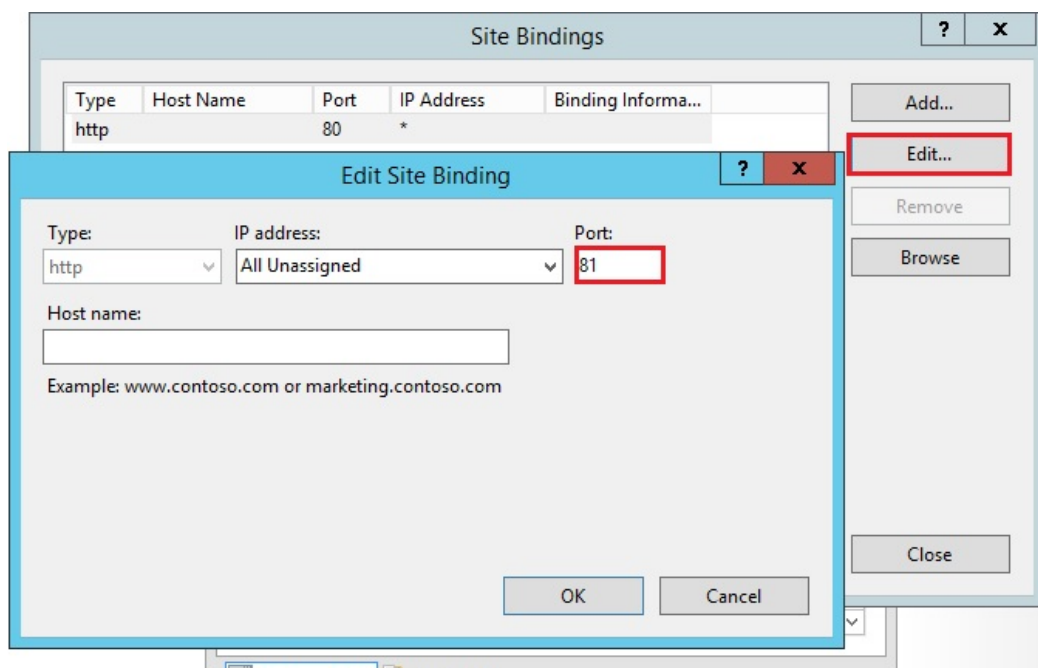 Site Bindings
? x
Type Host Name Port IP Address Binding Informa...
http 80 *
Add...
Edit...
Remove
Browse
Close
Edit Site Binding
? x
Type: IP address: Port:
http All Unassigned 81
Host name:
Example: www.contoso.com or marketing.contoso.com
OK Cancel